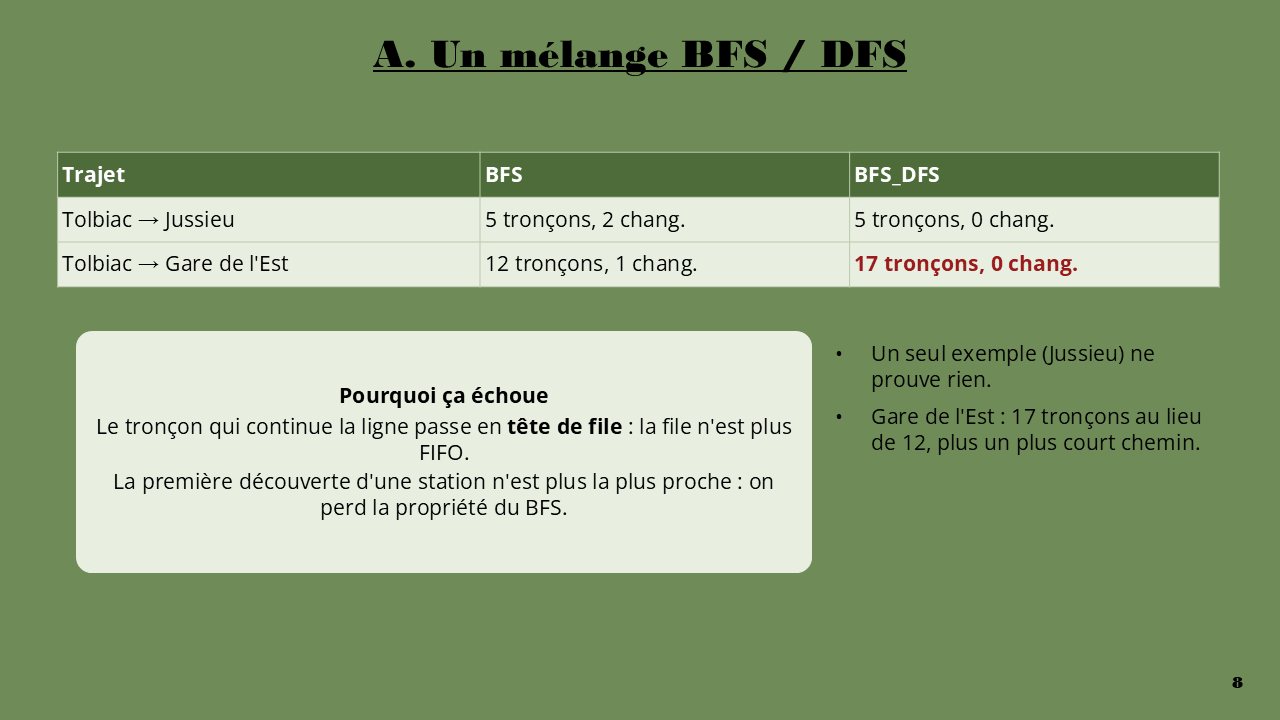 A. Un mélange BFS / DFS
Trajet BFS BFS_DFS
Tolbiac → Jussieu 5 tronçons, 2 chang. 5 tronçons, 0 chang.
Tolbiac → Gare de l'Est 12 tronçons, 1 chang. 17 tronçons, 0 chang.
Pourquoi ça échoue
Le tronçon qui continue la ligne passe en tête de file : la file n'est plus
FIFO.
La première découverte d'une station n'est plus la plus proche : on
perd la propriété du BFS.
• Un seul exemple (Jussieu) ne
prouve rien.
• Gare de l'Est : 17 tronçons au lieu
de 12, plus un plus court chemin.
8